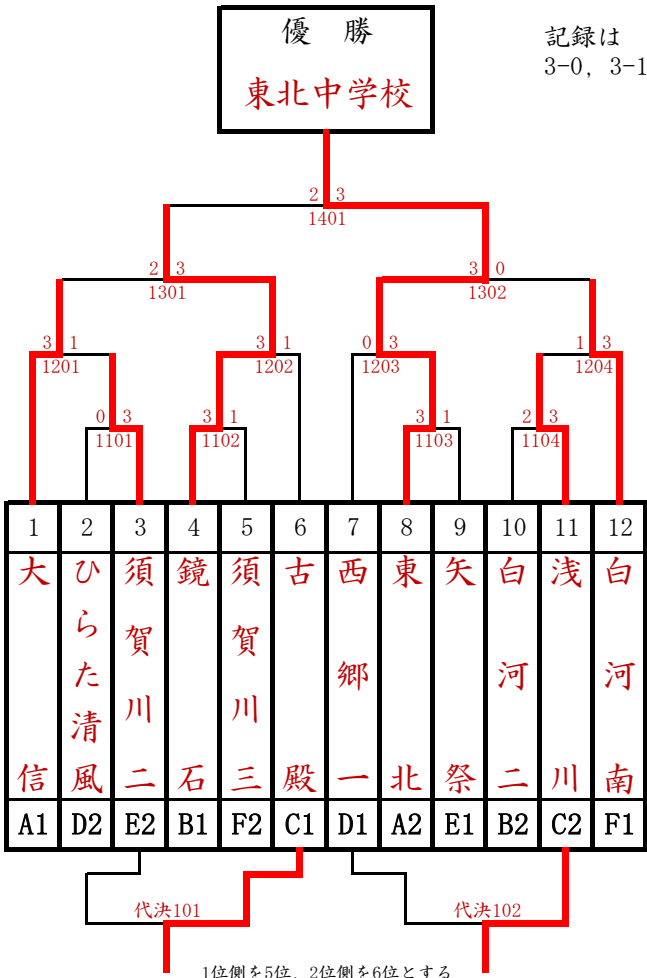 優　勝
東北中学校
記録は
3-0, 3-1
2 3
1401
2 3
1301
3 0
1302
3 1
1201
3 1
1202
0 3
1203
1 3
1204
0 3
1101
3 1
1102
3 1
1103
2 3
1104
1 2 3 4 5 6 7 8 9 10 11 12
大信
ひらた清風
須賀川二
鏡石
須賀川三
古殿
西郷一
東北
矢祭
白河二
浅川
白河南
A1 D2 E2 B1 F2 C1 D1 A2 E1 B2 C2 F1
代決101
代決102
1位側を5位，2位側を6位とする